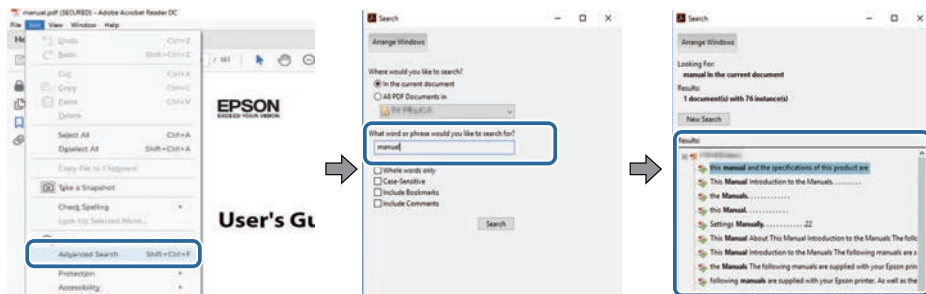 manual.pdf (SECURED) - Adobe Acrobat Reader DC
File Edit View Window Help
Undo Ctrl+Z
Shift+Ctrl+Z
Cut Ctrl+X
Copy Ctrl+C
Paste Ctrl+V
Delete
Select All Ctrl+A
Deselect All Shift+Ctrl+A
Copy File to Clipboard
Take a Snapshot
Check Spelling
Look Up Selected Word...
Advanced Search Shift+Ctrl+F
Protection
Accessibility
/ 181
EPSON
EXCEED YOUR VISION
User's Gu
Search
Arrange Windows
Where would you like to search?
In the current document
All PDF Documents in
What word or phrase would you like to search for?
manual
Whole words only
Case-Sensitive
Include Bookmarks
Include Comments
Search
Search
Arrange Windows
Looking For:
manual in the current document
Results:
1 document(s) with 76 instance(s)
New Search
Results:
this manual and the specifications of this product are
This Manual Introduction to the Manuals. . . . . . . . .
the Manuals. . . . . . . . . . . .
this Manual. . . . . . . . . . . .
Settings Manually. . . . . . . . . . . .22
This Manual About This Manual Introduction to the Manuals The follo
This Manual Introduction to the Manuals The following manuals are s
the Manuals The following manuals are supplied with your Epson prin
following manuals are supplied with your Epson printer. As well as the